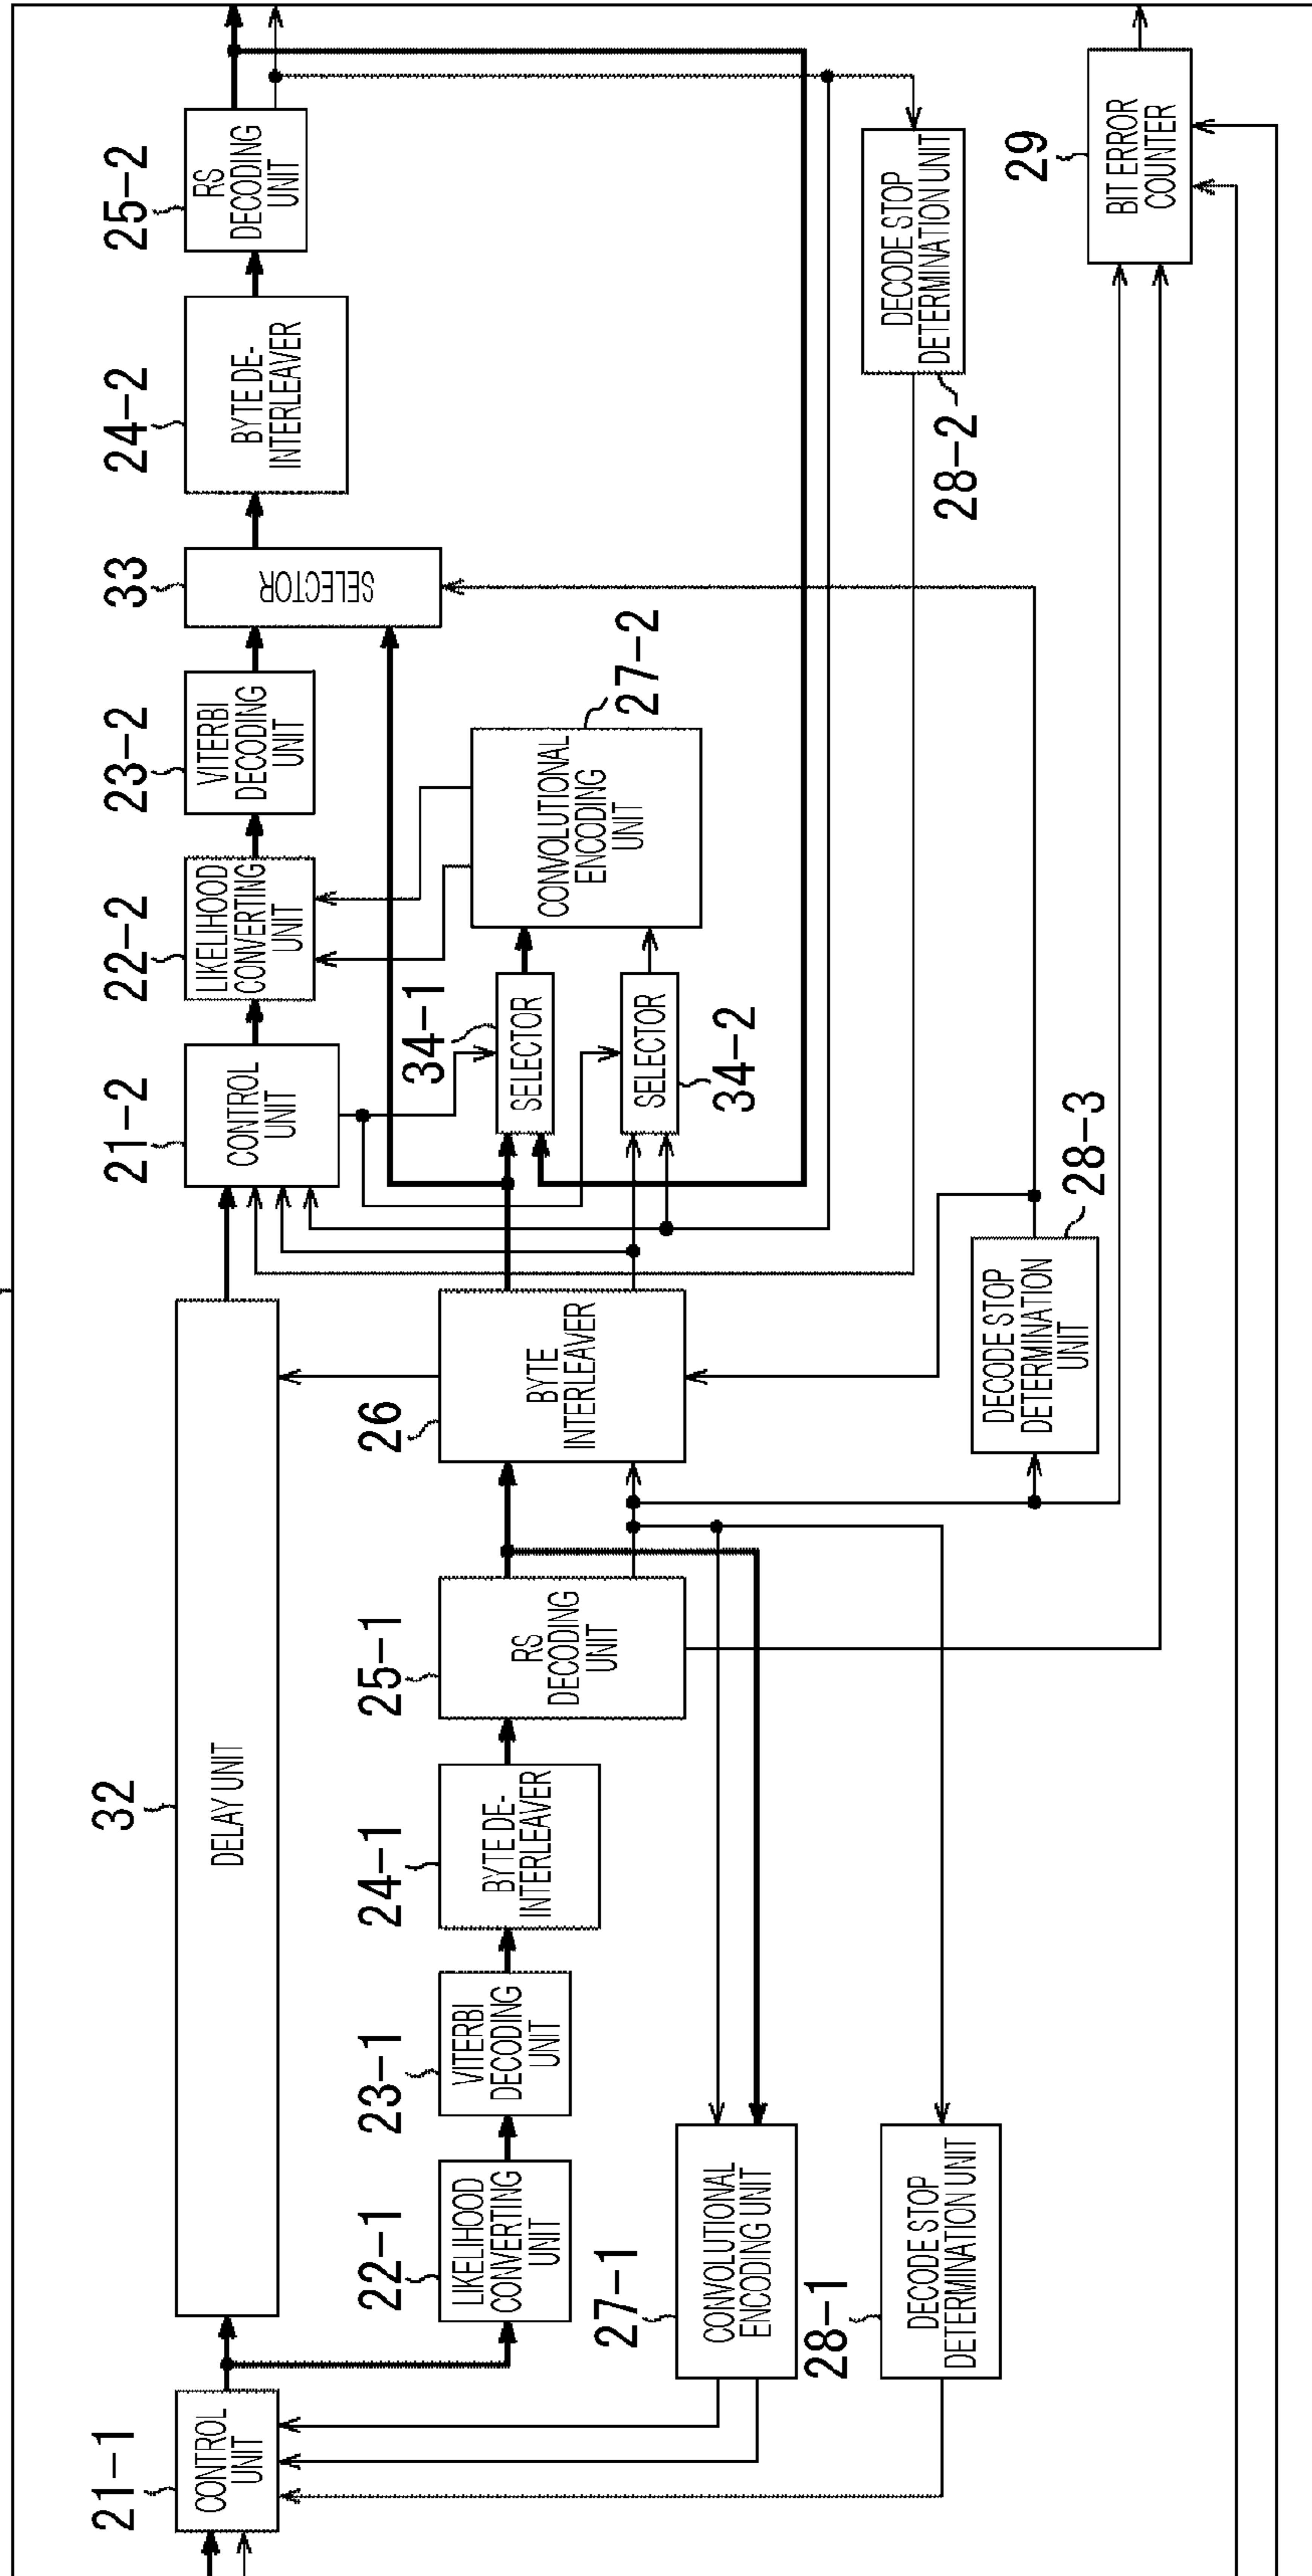 21-1
CONTROL
UNIT
32
DELAY UNIT
21-2
CONTROL
UNIT
22-2
LIKELIHOOD
CONVERTING
UNIT
23-2
VITERBI
DECODING
UNIT
33
SELECTOR
24-2
BYTE DE-
INTERLEAVER
25-2
RS
DECODING
UNIT
22-1
LIKELIHOOD
CONVERTING
UNIT
23-1
VITERBI
DECODING
UNIT
24-1
BYTE DE-
INTERLEAVER
25-1
RS
DECODING
UNIT
26
BYTE
INTERLEAVER
34-1
SELECTOR
SELECTOR
34-2
CONVOLUTIONAL
ENCODING
UNIT
27-2
27-1
CONVOLUTIONAL
ENCODING UNIT
28-1
DECODE STOP
DETERMINATION UNIT
DECODE STOP
DETERMINATION
UNIT
28-3
DECODE STOP
DETERMINATION UNIT
28-2
29
BIT ERROR
COUNTER